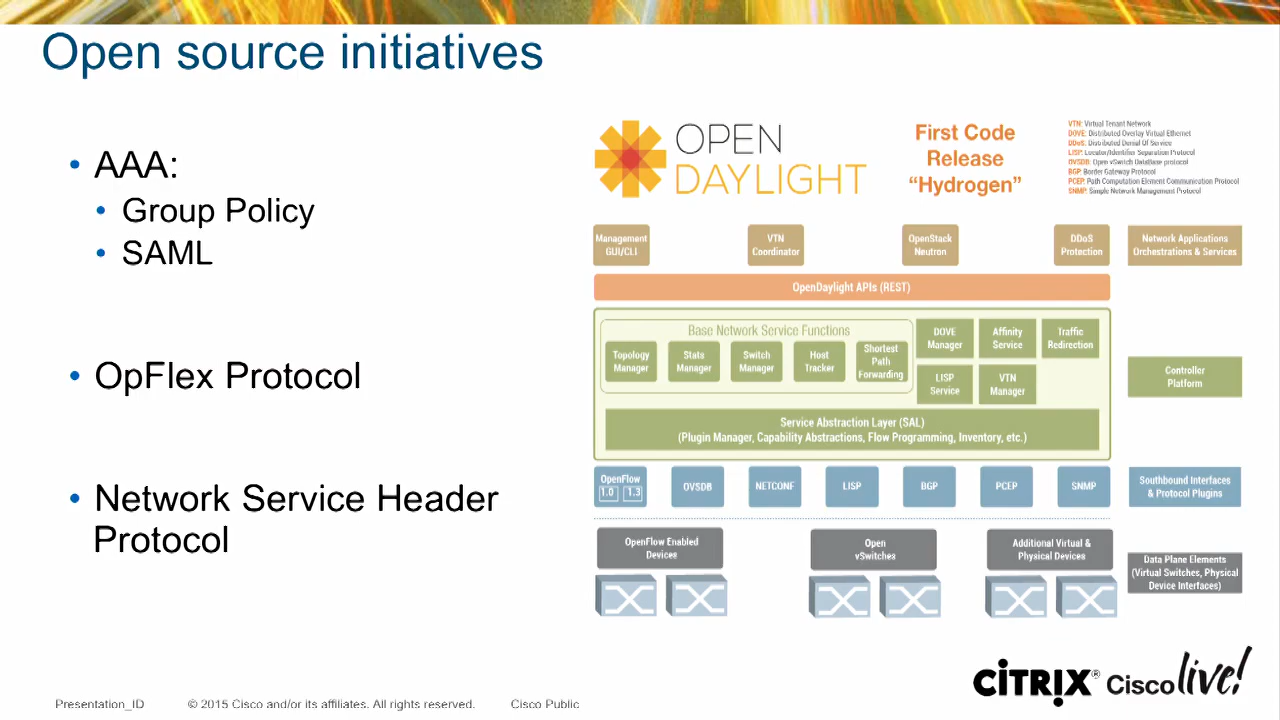 Open source initiatives
• AAA:
• Group Policy
• SAML
• OpFlex Protocol
• Network Service Header
Protocol
OPEN
DAYLIGHT
First Code
Release
“Hydrogen”
VTN: Virtual Tenant Network
DOVE: Distributed Overlay Virtual Ethernet
DDoS: Distributed Denial Of Service
LISP: Locator/Identifier Separation Protocol
OVSDB: Open vSwitch DataBase protocol
BGP: Border Gateway Protocol
PCEP: Path Computation Element Communication Protocol
SNMP: Simple Network Management Protocol
Management
GUI/CLI
VTN
Coordinator
OpenStack
Neutron
DDoS
Protection
Network Applications
Orchestrations & Services
OpenDaylight APIs (REST)
Base Network Service Functions
Topology
Manager
Stats
Manager
Switch
Manager
Host
Tracker
Shortest
Path
Forwarding
DOVE
Manager
Affinity
Service
Traffic
Redirection
LISP
Service
VTN
Manager
Controller
Platform
Service Abstraction Layer (SAL)
(Plugin Manager, Capability Abstractions, Flow Programming, Inventory, etc.)
OpenFlow
1.0 1.3
OVSDB
NETCONF
LISP
BGP
PCEP
SNMP
Southbound Interfaces
& Protocol Plugins
OpenFlow Enabled
Devices
Open
vSwitches
Additional Virtual &
Physical Devices
Data Plane Elements
(Virtual Switches, Physical
Device Interfaces)
CITRIX® Cisco live!
Presentation_ID © 2015 Cisco and/or its affiliates. All rights reserved. Cisco Public